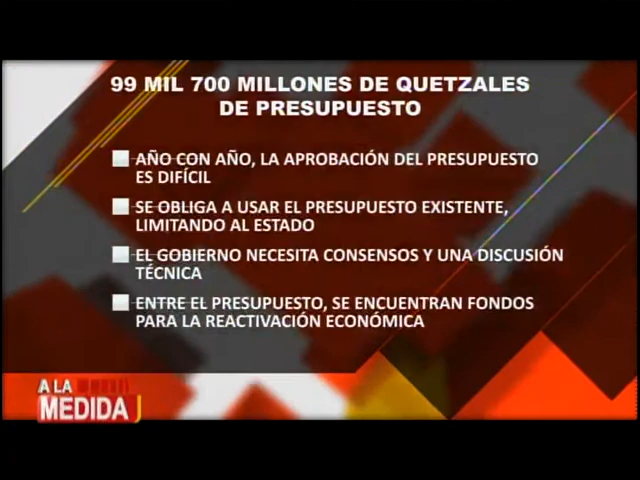 99 MIL 700 MILLONES DE QUETZALES
DE PRESUPUESTO
AÑO CON AÑO, LA APROBACIÓN DEL PRESUPUESTO
ES DIFÍCIL
SE OBLIGA A USAR EL PRESUPUESTO EXISTENTE,
LIMITANDO AL ESTADO
EL GOBIERNO NECESITA CONSENSOS Y UNA DISCUSIÓN
TÉCNICA
ENTRE EL PRESUPUESTO, SE ENCUENTRAN FONDOS
PARA LA REACTIVACIÓN ECONÓMICA
A LA
MEDIDA